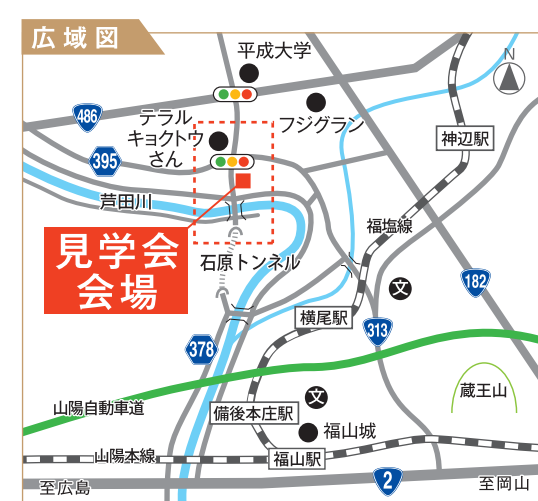 広域図
平成大学
N
486
テラル
キョクトウ
さん
フジグラン
神辺駅
395
芦田川
福塩線
見学会
会場
石原トンネル
182
文
横尾駅
313
378
蔵王山
文
山陽自動車道
備後本庄駅
福山城
山陽本線
福山駅
2
至広島
至岡山